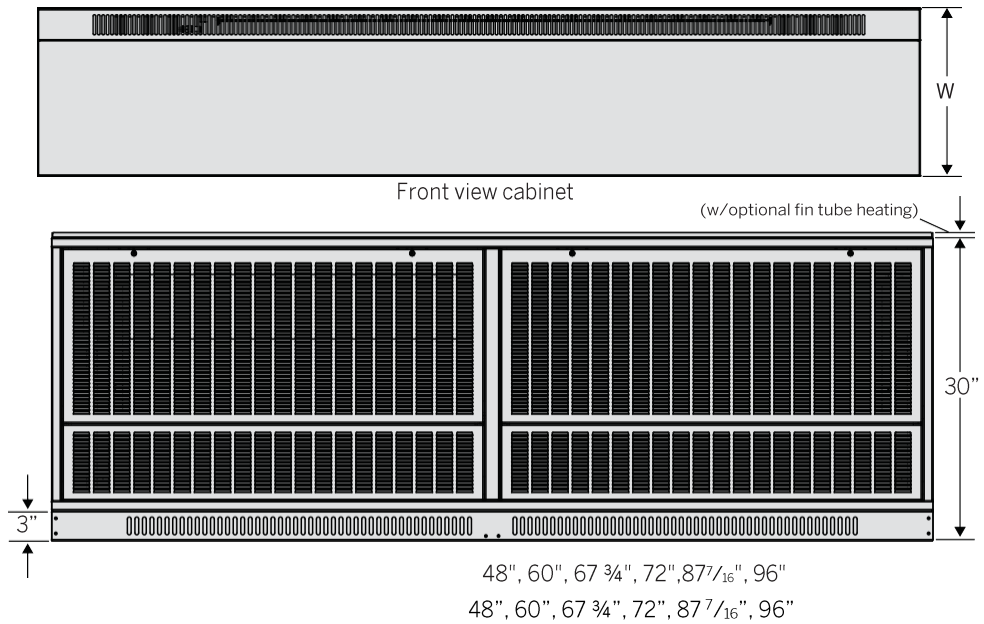 W
Front view cabinet
(w/optional fin tube heating)
30”
3”
48", 60", 67 ¾", 72",87⁷/₁₆", 96"
48”, 60”, 67 ¾”, 72”, 87 ⁷/₁₆”, 96”